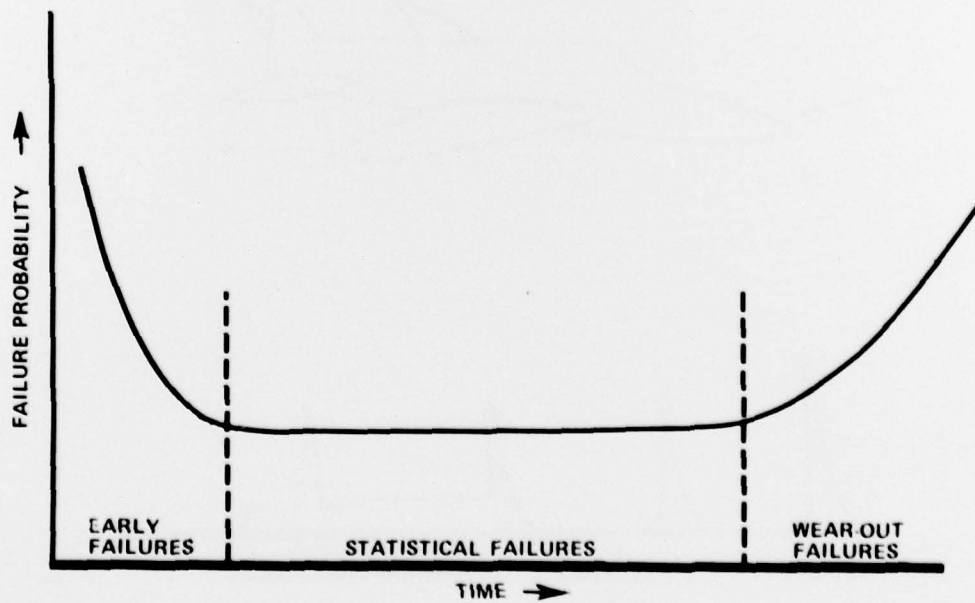 FAILURE PROBABILITY
EARLY
FAILURES
STATISTICAL FAILURES
WEAR-OUT
FAILURES
TIME